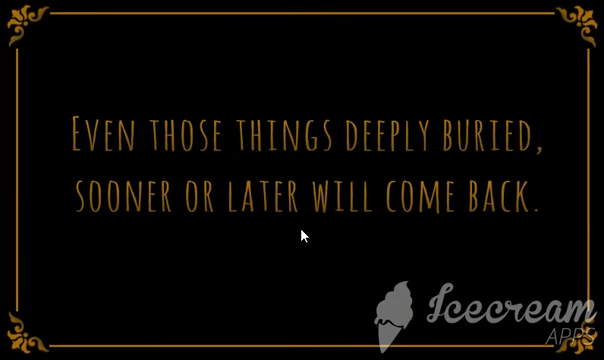 Even those things deeply buried,
sooner or later will come back.
Icecream
APPS